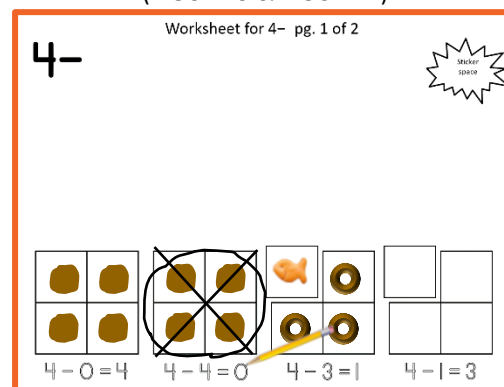 Worksheet for 4– pg. 1 of 2
4–
Sticker
space
4 – 0 = 4
4 – 4 = 0
4 – 3 = 1
4 – 1 = 3